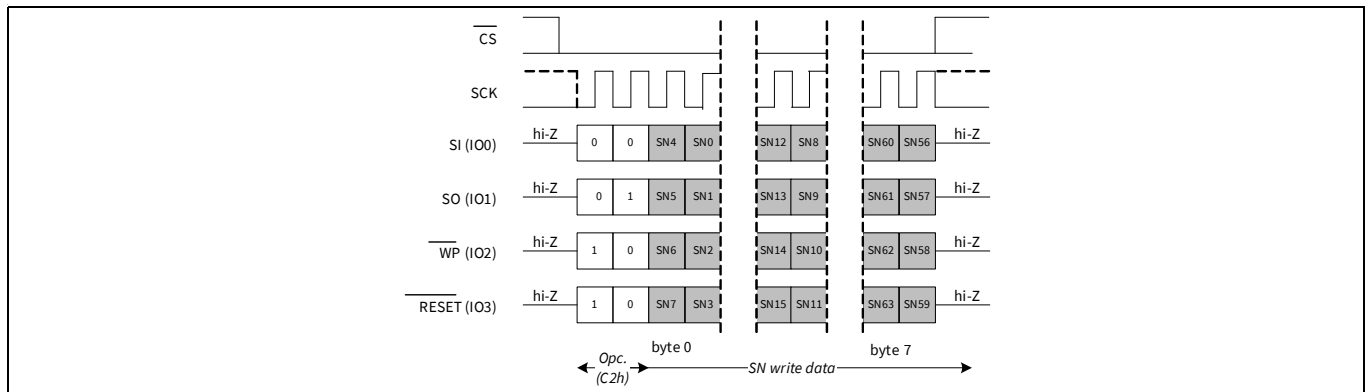 CS
SCK
SI (IO0) hi-Z 0 0 SN4 SN0 SN12 SN8 SN60 SN56 hi-Z
SO (IO1) hi-Z 0 1 SN5 SN1 SN13 SN9 SN61 SN57 hi-Z
WP (IO2) hi-Z 1 0 SN6 SN2 SN14 SN10 SN62 SN58 hi-Z
RESET (IO3) hi-Z 1 0 SN7 SN3 SN15 SN11 SN63 SN59 hi-Z
byte 0 byte 7
Opc.
(C2h)
SN write data